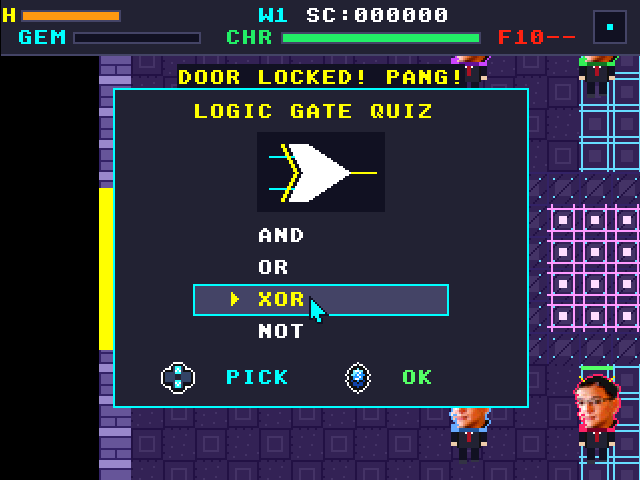 H
W1 SC:000000
GEM
CHR
F10--
DOOR LOCKED! PANG!
LOGIC GATE QUIZ
AND
OR
XOR
NOT
PICK
OK